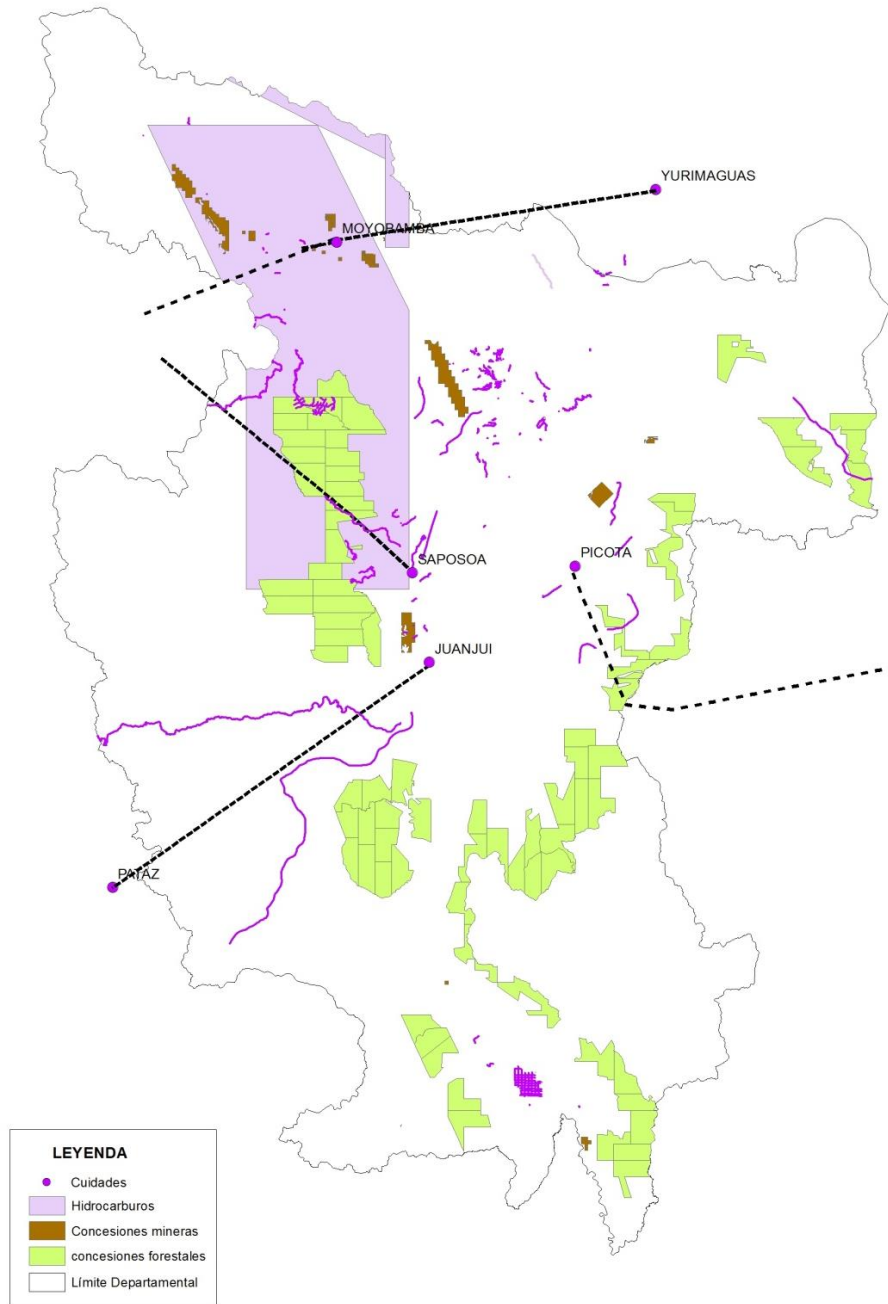 YURIMAGUAS
MOYOBAMBA
SAPOSOA
PICOTA
JUANJUI
PATAZ
LEYENDA
Cuidades
Hidrocarburos
Concesiones mineras
concesiones forestales
Límite Departamental